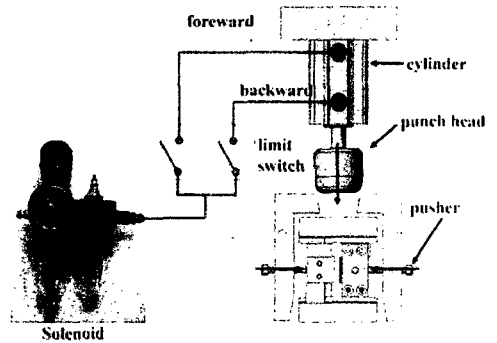 foreward
cylinder
backward
punch head
'limit
switch
pusher
Solenoid